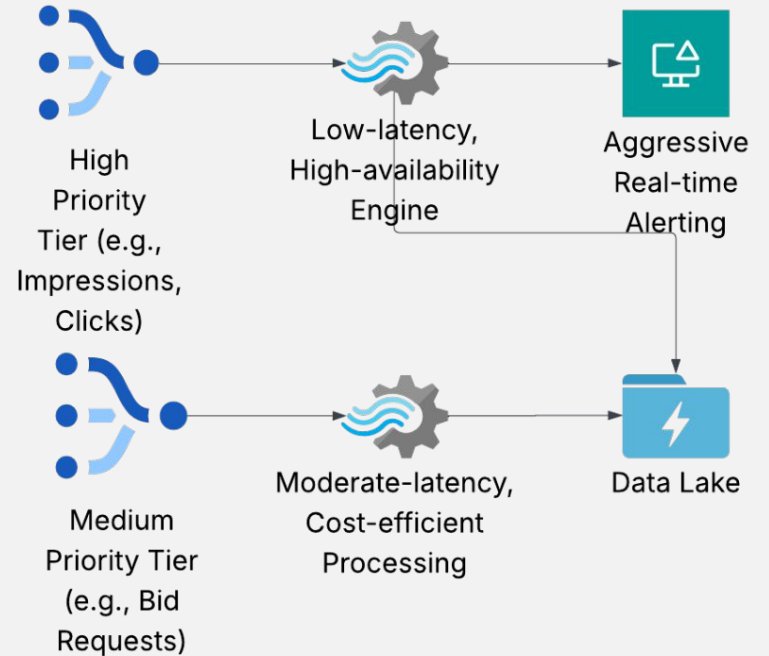 High
Priority
Tier (e.g.,
Impressions,
Clicks)
Low-latency,
High-availability
Engine
Aggressive
Real-time
Alerting
Medium
Priority Tier
(e.g., Bid
Requests)
Moderate-latency,
Cost-efficient
Processing
Data Lake